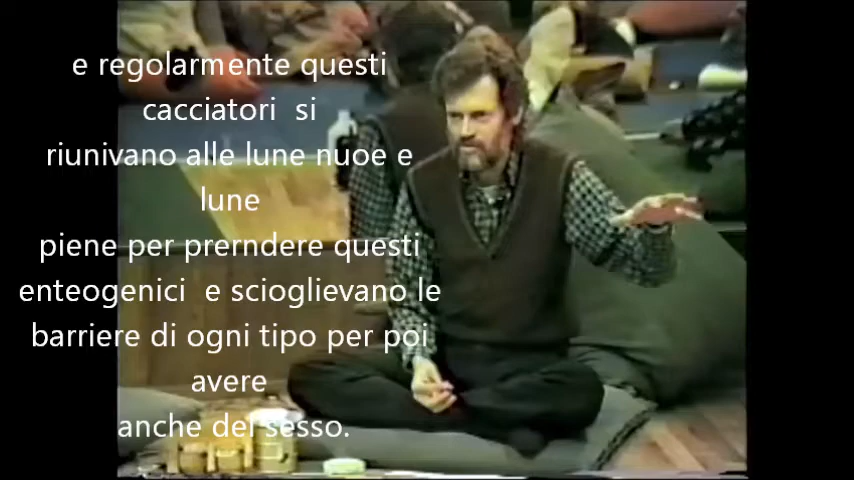 e regolarmente questi
cacciatori  si
riunivano alle lune nuoe e
lune
piene per prerndere questi
enteogenici  e scioglievano le
barriere di ogni tipo per poi
avere
anche del sesso.